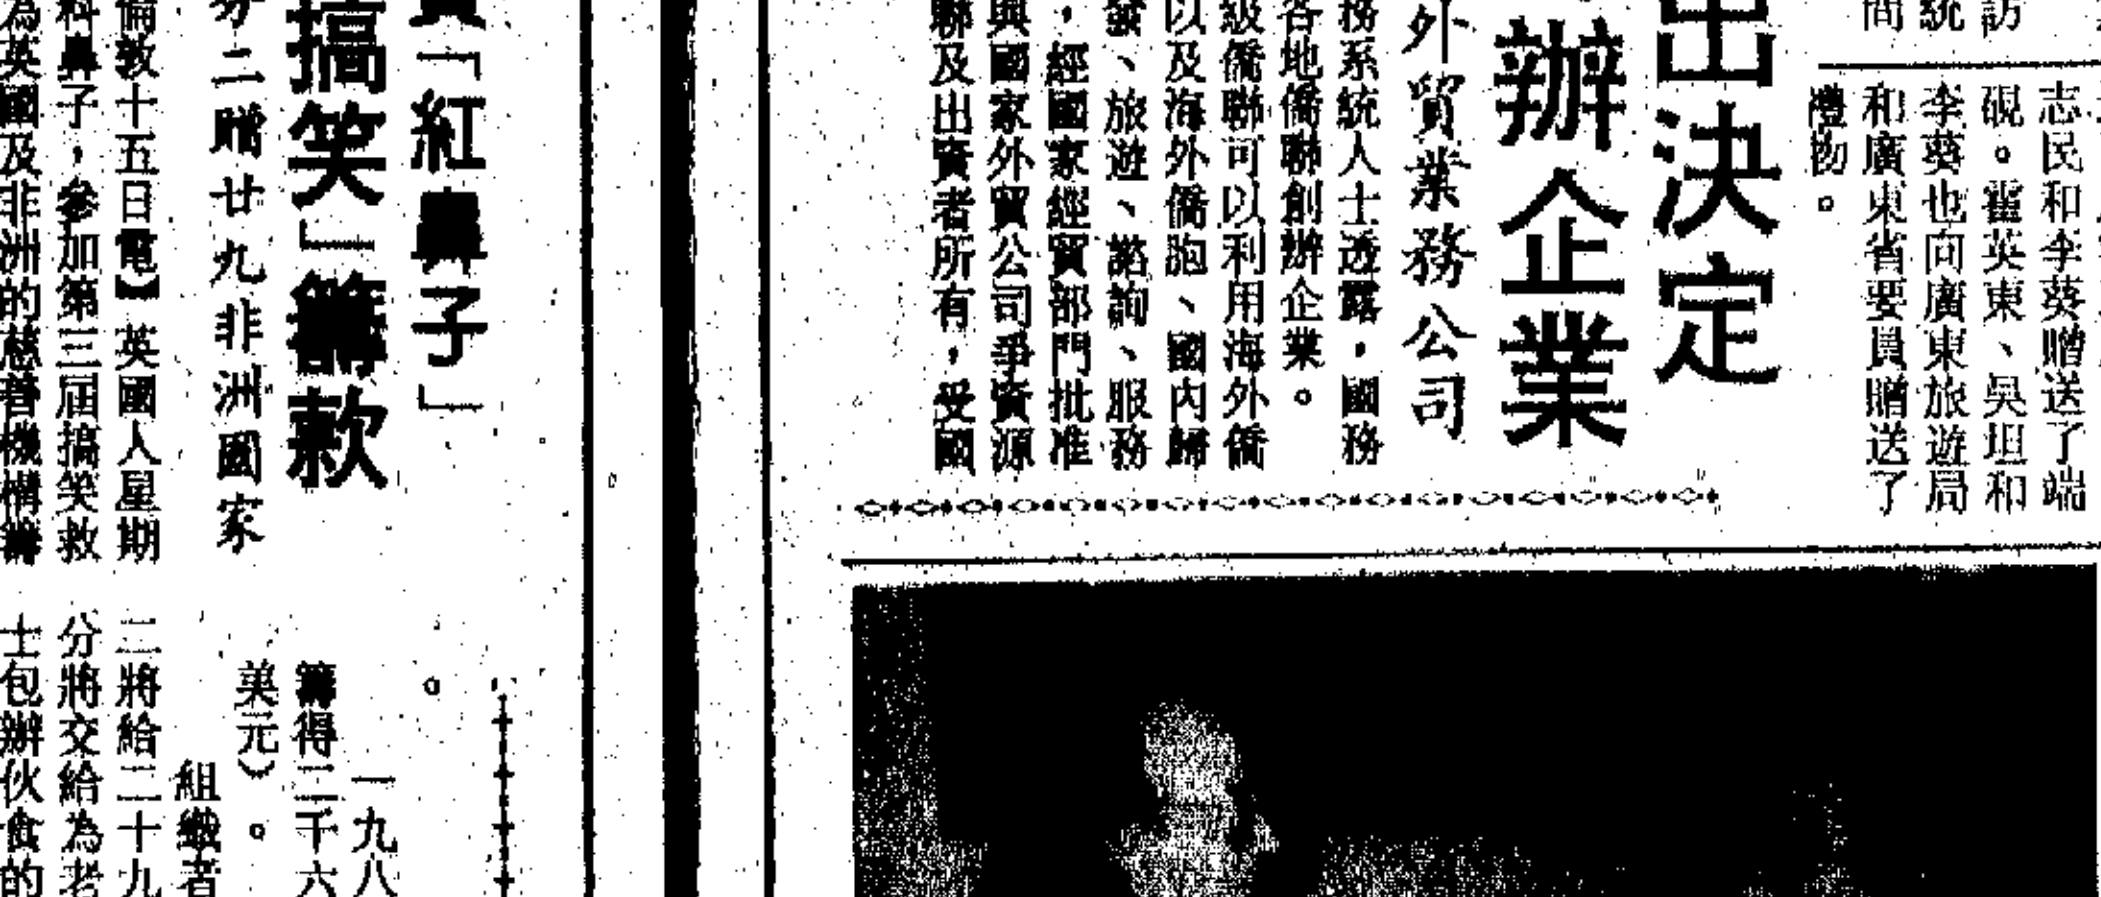 訪
統
問
志民和李葵贈送了端
硯。霍英東、吳坦和
李葵也向廣東旅遊局
和廣東省要員贈送了
禮物。
出決定
辦企業
外貿業務公司
務系統人士透露，國務
各地僑聯創辦企業。
級僑聯可以利用海外僑
以及海外僑胞、國內歸
發、旅遊、諮詢、服務
，經國家經貿部門批准
與國家外貿公司爭資源
聯及出資者所有，受國
買「紅鼻子」
搞笑」籌款
分二贈廿九非洲國家
倫敦十五日電】英國人星期
料鼻子，參加第三屆搞笑救
為英國及非洲的慈善機構籌
。
一九八
籌得二千六
美元）。
組織者
二將給二十九
分將交給為老
士包辦伙食的